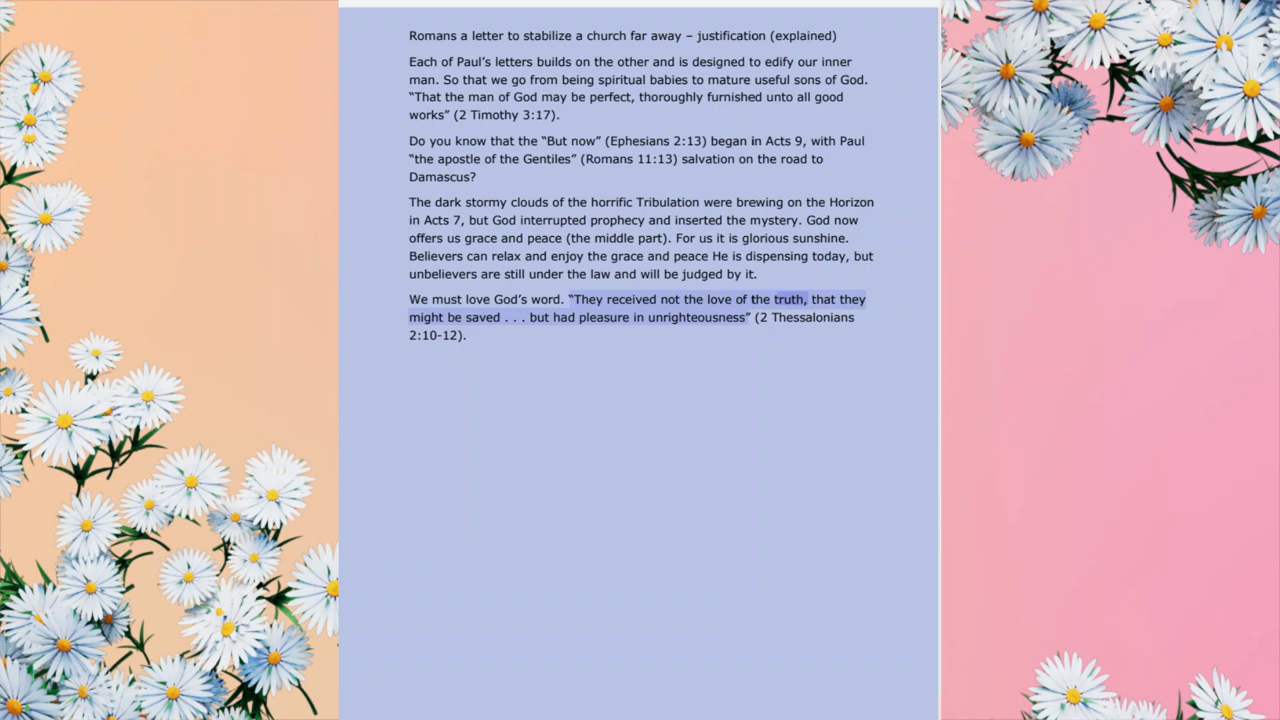 Romans a letter to stabilize a church far away – justification (explained)
Each of Paul’s letters builds on the other and is designed to edify our inner
man. So that we go from being spiritual babies to mature useful sons of God.
“That the man of God may be perfect, thoroughly furnished unto all good
works” (2 Timothy 3:17).
Do you know that the “But now” (Ephesians 2:13) began in Acts 9, with Paul
“the apostle of the Gentiles” (Romans 11:13) salvation on the road to
Damascus?
The dark stormy clouds of the horrific Tribulation were brewing on the Horizon
in Acts 7, but God interrupted prophecy and inserted the mystery. God now
offers us grace and peace (the middle part). For us it is glorious sunshine.
Believers can relax and enjoy the grace and peace He is dispensing today, but
unbelievers are still under the law and will be judged by it.
We must love God’s word. “They received not the love of the truth, that they
might be saved . . . but had pleasure in unrighteousness” (2 Thessalonians
2:10-12).